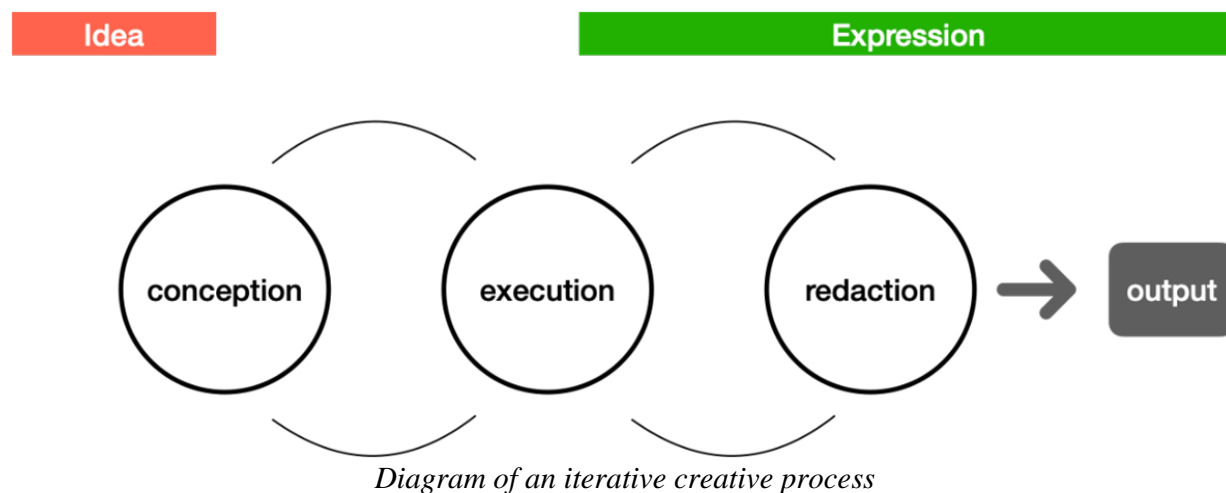 Idea Expression
conception execution redaction output
Diagram of an iterative creative process